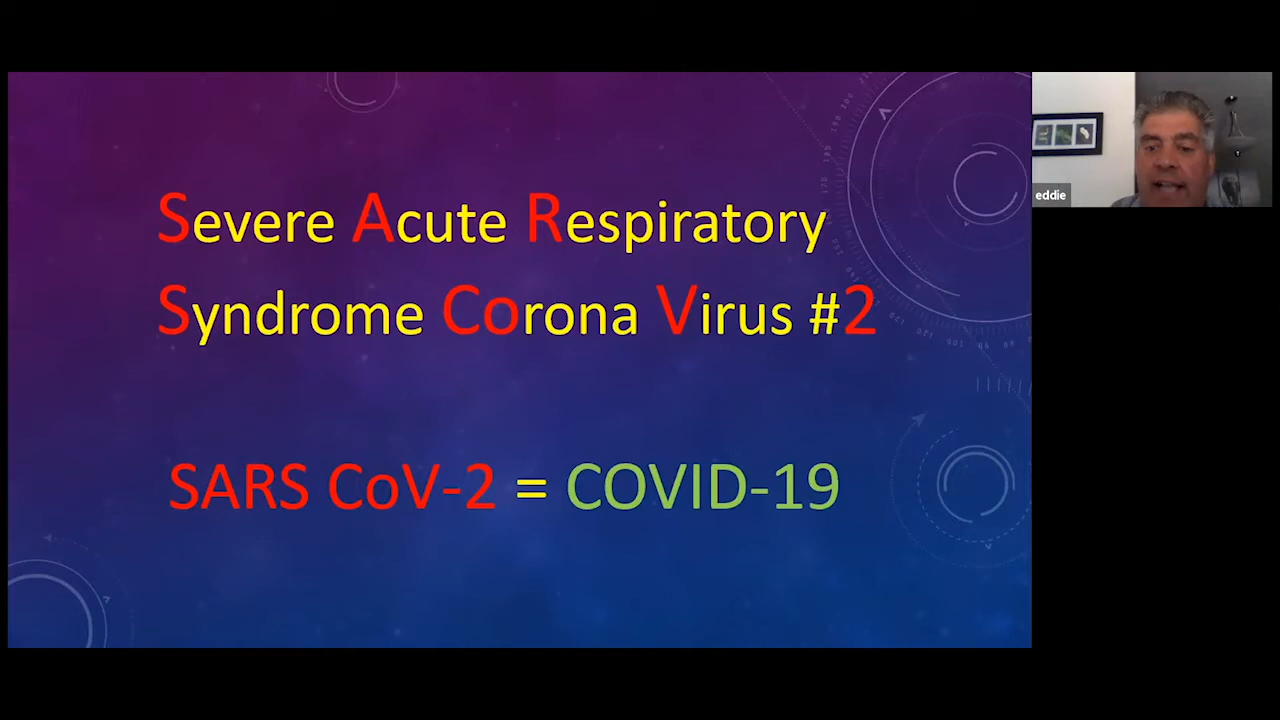 Severe Acute Respiratory
Syndrome Corona Virus #2
SARS CoV-2 = COVID-19
eddie